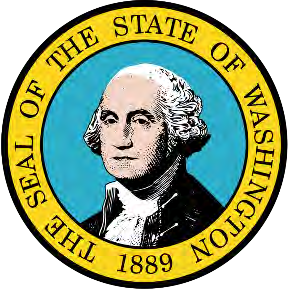 THE SEAL OF THE STATE OF WASHINGTON
1889